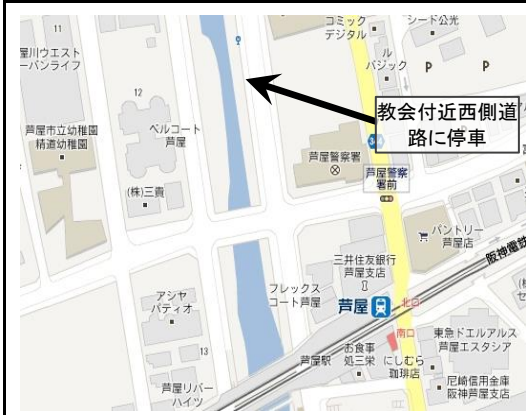 11
屋川ウエスト
ーバンライフ
コミック
デジタル
ル
バジック
シード公光
P
P
教会付近西側道
路に停車
12
芦屋市立幼稚園
精道幼稚園
ベルコート
芦屋
芦屋警察署
芦屋警察
署前
(株)三貴
パントリー
芦屋店
阪神電鉄
三井住友銀行
芦屋支店
フレックス
コート芦屋
アシヤ
パティオ
芦屋
北口
南口
13
芦屋駅
お食事
処三栄
にしむら
珈琲店
東急ドエルアルス
芦屋エスタシア
芦屋リバー
ハイツ
尼崎信用金庫
阪神芦屋支店